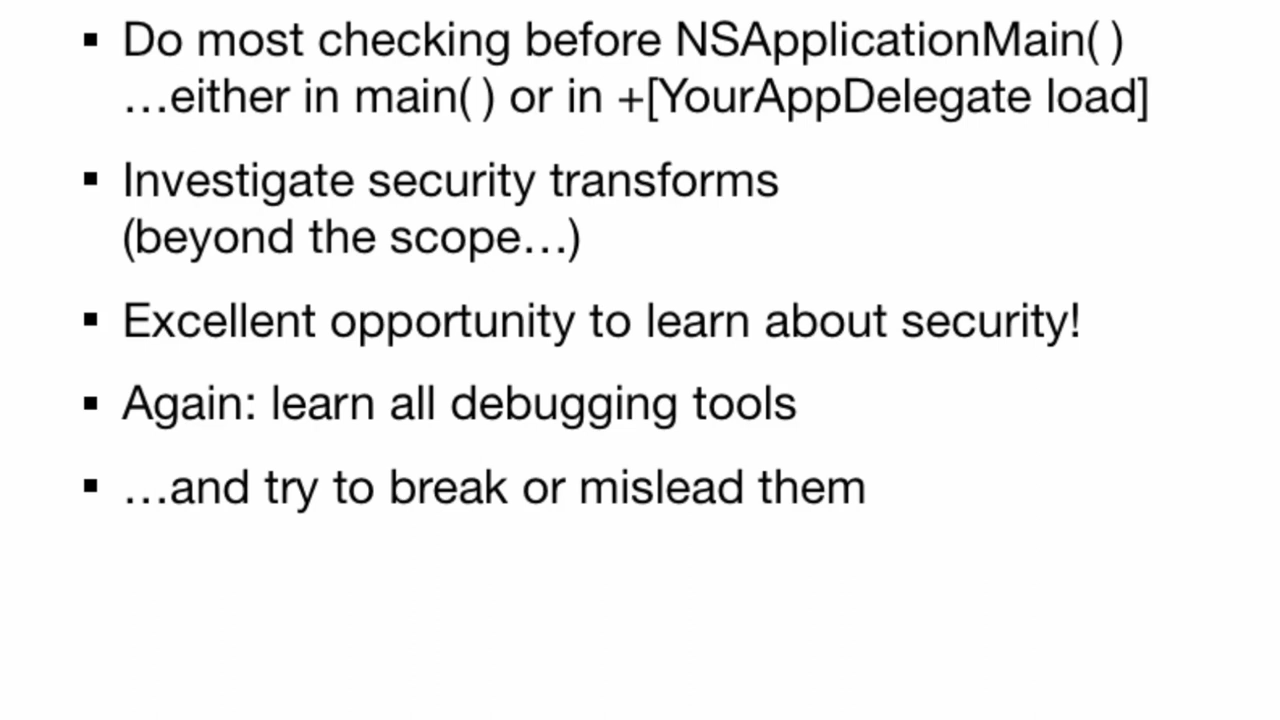 ▪ Do most checking before NSApplicationMain( )
…either in main( ) or in +[YourAppDelegate load]
▪ Investigate security transforms
(beyond the scope…)
▪ Excellent opportunity to learn about security!
▪ Again: learn all debugging tools
▪ …and try to break or mislead them